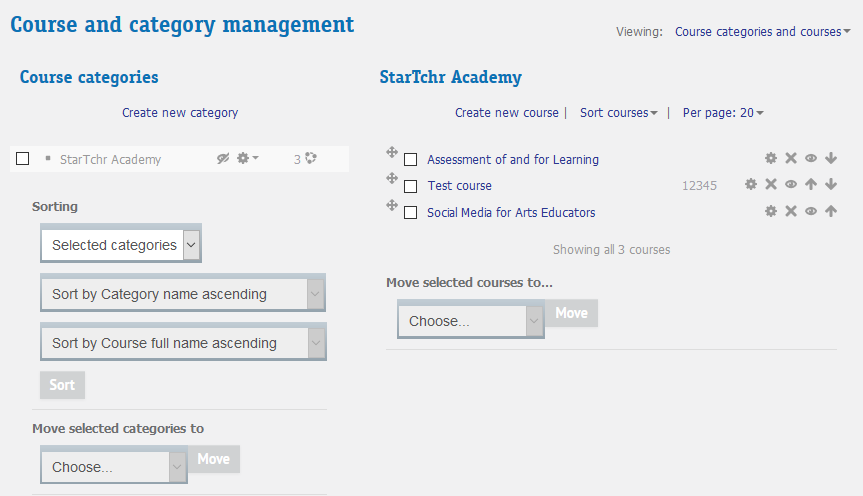 Course and category management
Viewing: Course categories and courses
Course categories
Create new category
StarTchr Academy 3
Sorting
Selected categories
Sort by Category name ascending
Sort by Course full name ascending
Sort
Move selected categories to
Choose... Move
StarTchr Academy
Create new course | Sort courses | Per page: 20
Assessment of and for Learning
Test course 12345
Social Media for Arts Educators
Showing all 3 courses
Move selected courses to...
Choose... Move